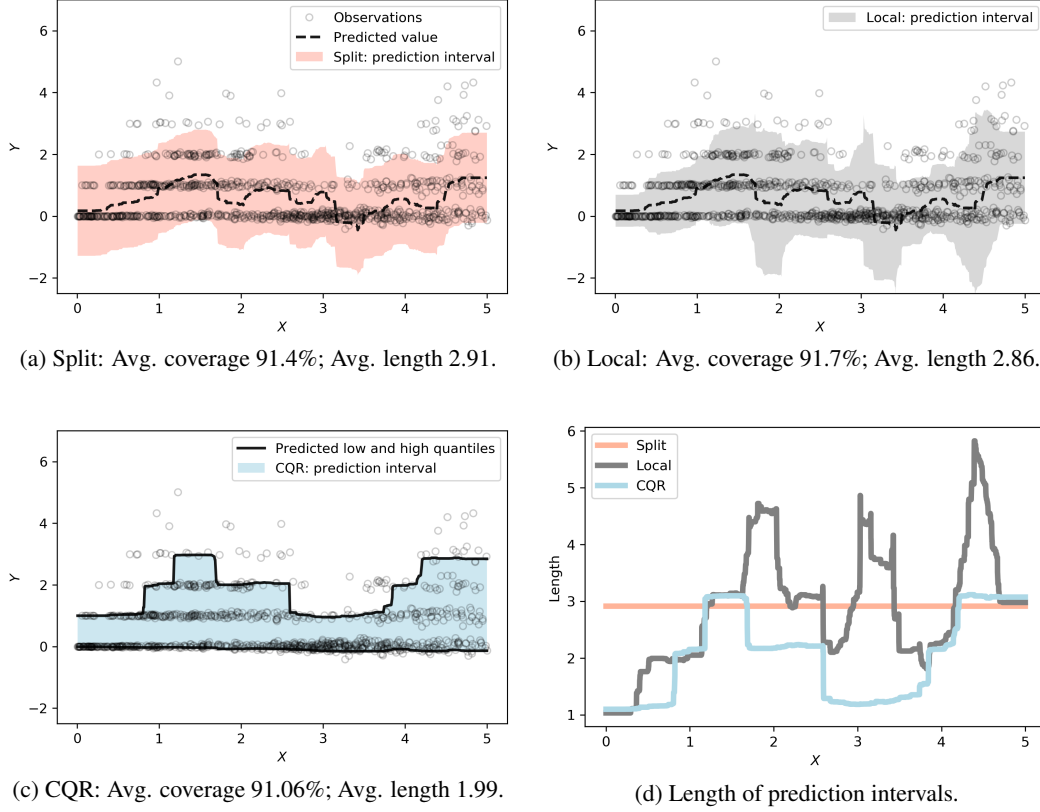 Observations
Predicted value
Split: prediction interval
6
4
2
0
−2
Y
0 1 2 3 4 5
X
(a) Split: Avg. coverage 91.4%; Avg. length 2.91.
Local: prediction interval
6
4
2
0
−2
Y
0 1 2 3 4 5
X
(b) Local: Avg. coverage 91.7%; Avg. length 2.86.
Predicted low and high quantiles
CQR: prediction interval
6
4
2
0
−2
Y
0 1 2 3 4 5
X
(c) CQR: Avg. coverage 91.06%; Avg. length 1.99.
Split
Local
CQR
6
5
4
3
2
1
Length
0 1 2 3 4 5
X
(d) Length of prediction intervals.